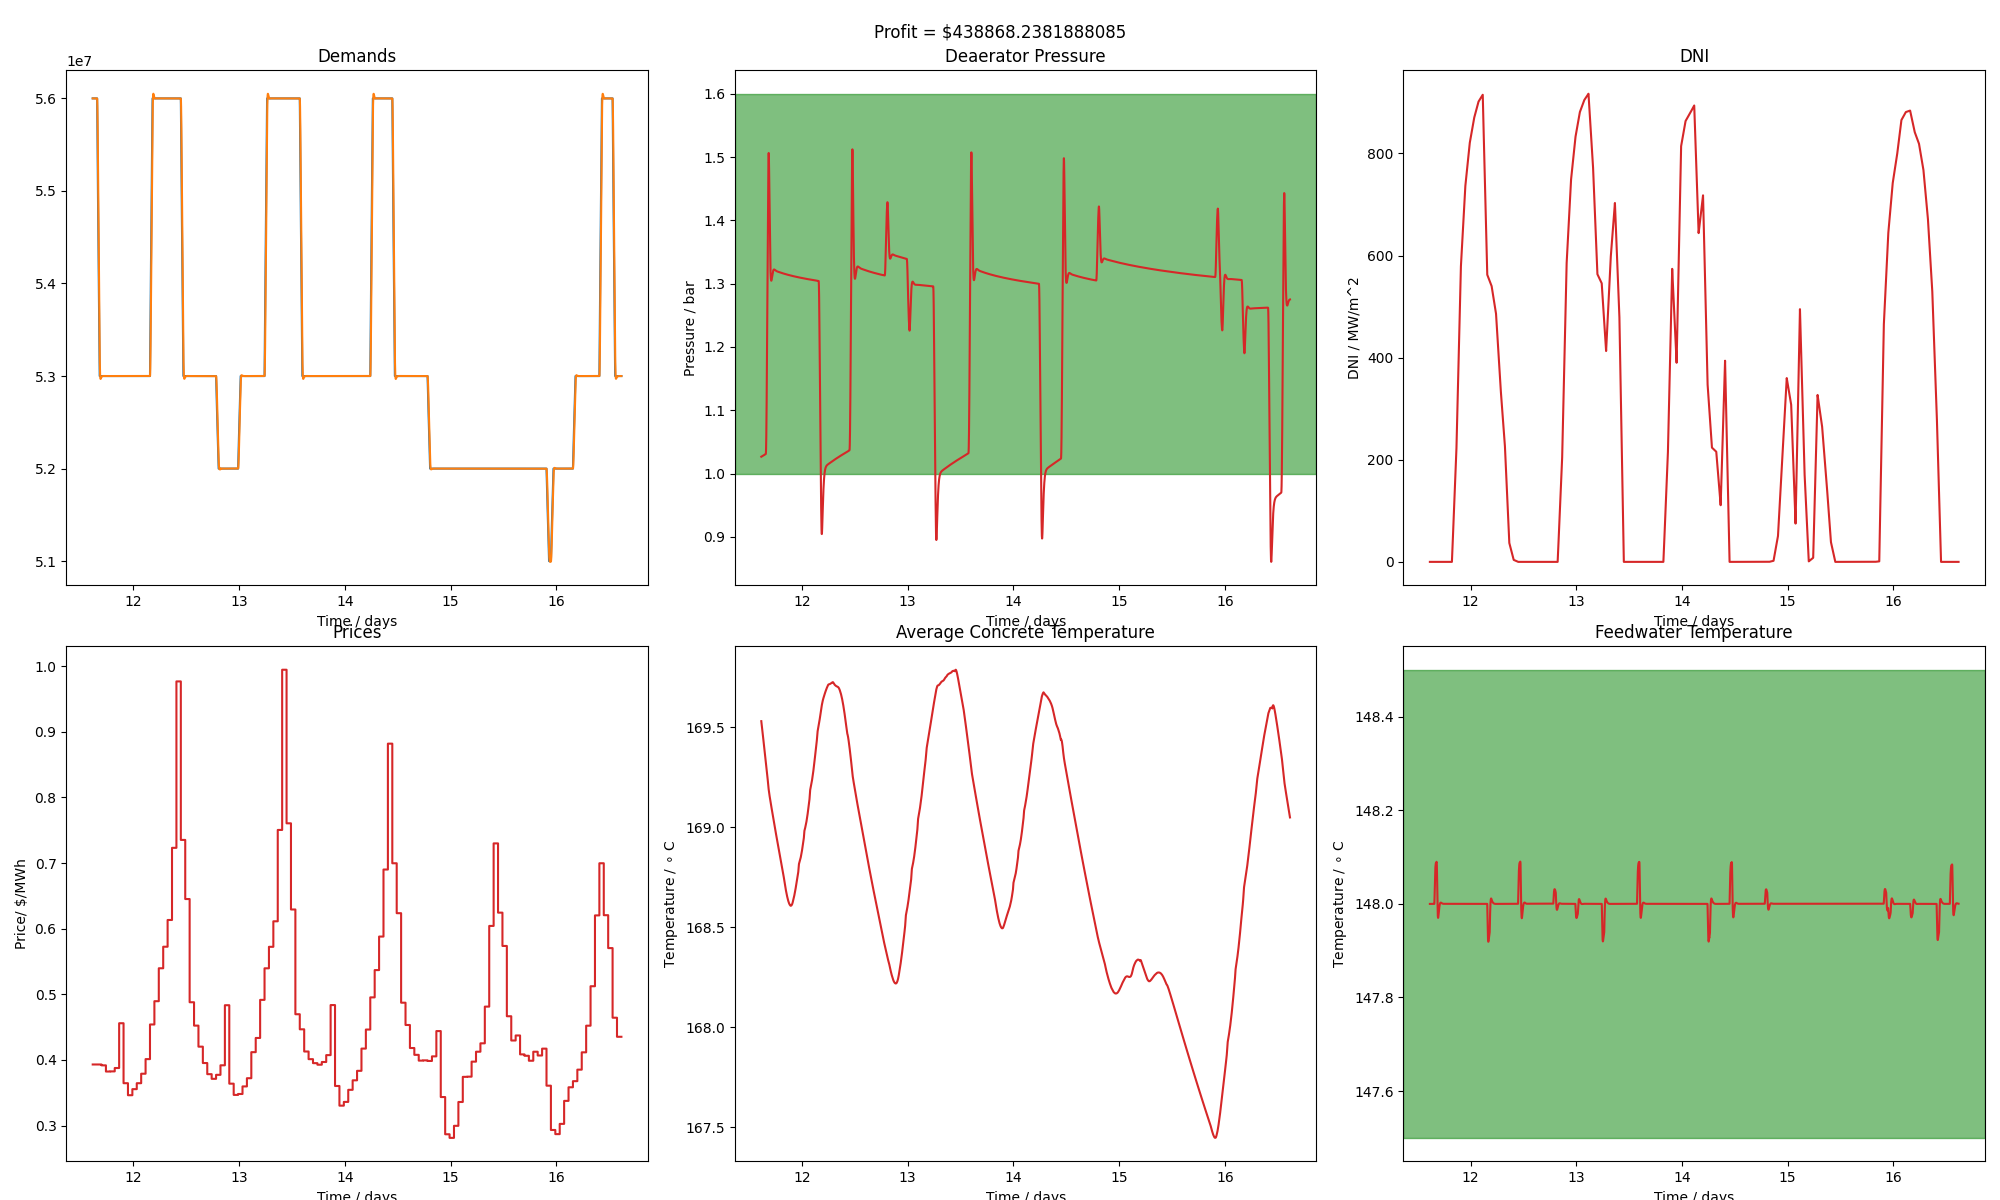 Profit = $438868.2381888085
Demands
1e7
5.6
5.5
5.4
5.3
5.2
5.1
12 13 14 15 16
Time / days
Deaerator Pressure
Pressure / bar
1.6
1.5
1.4
1.3
1.2
1.1
1.0
0.9
12 13 14 15 16
Time / days
DNI
DNI / MW/m^2
800
600
400
200
0
12 13 14 15 16
Time / days
Prices
Price/ $/MWh
1.0
0.9
0.8
0.7
0.6
0.5
0.4
0.3
12 13 14 15 16
Time / days
Average Concrete Temperature
Temperature / ∘ C
169.5
169.0
168.5
168.0
167.5
12 13 14 15 16
Time / days
Feedwater Temperature
Temperature / ∘ C
148.4
148.2
148.0
147.8
147.6
12 13 14 15 16
Time / days